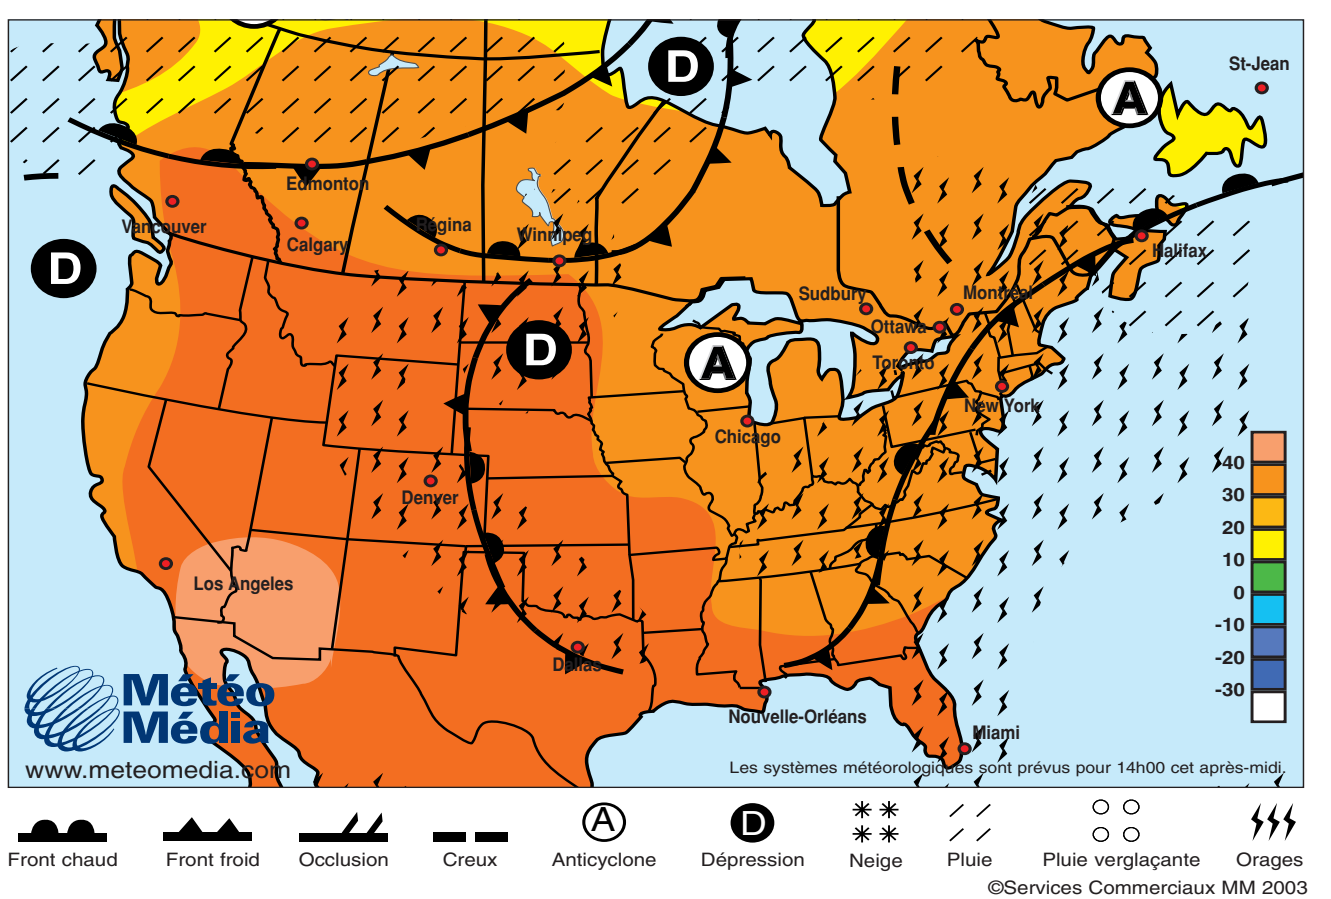 D
A
St-Jean
Edmonton
Vancouver
Calgary
Régina
Winnipeg
Halifax
D
Sudbury
Montréal
Ottawa
Toronto
D
A
New York
Chicago
Denver
Los Angeles
Dallas
Nouvelle-Orléans
Miami
40
30
20
10
0
-10
-20
-30
Météo
Média
www.meteomedia.com
Les systèmes météorologiques sont prévus pour 14h00 cet après-midi.
A
D
Front chaud
Front froid
Occlusion
Creux
Anticyclone
Dépression
Neige
Pluie
Pluie verglaçante
Orages
©Services Commerciaux MM 2003